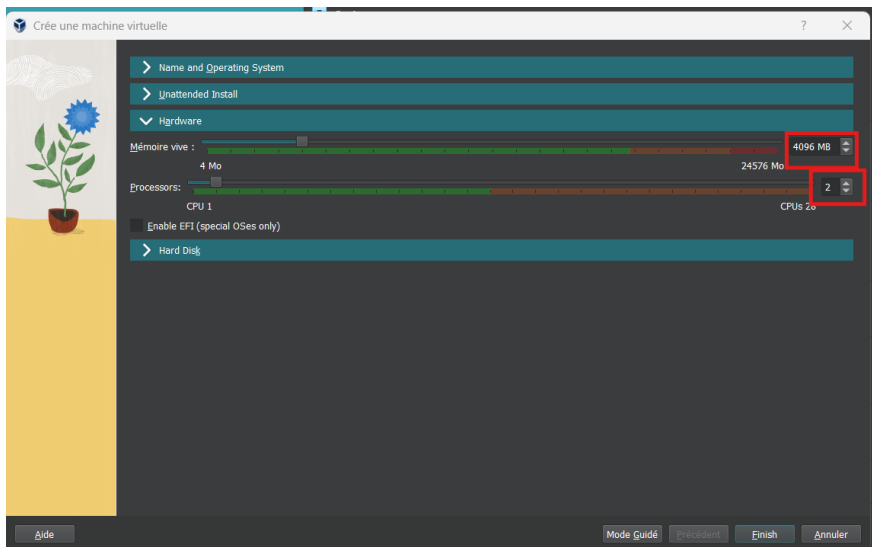 Crée une machine virtuelle
Name and Operating System
Unattended Install
Hardware
Mémoire vive : 4096 MB
4 Mo 24576 Mo
Processors: 2
CPU 1 CPUs 28
Enable EFI (special OSes only)
Hard Disk
Aide Mode Guidé Précédent Finish Annuler